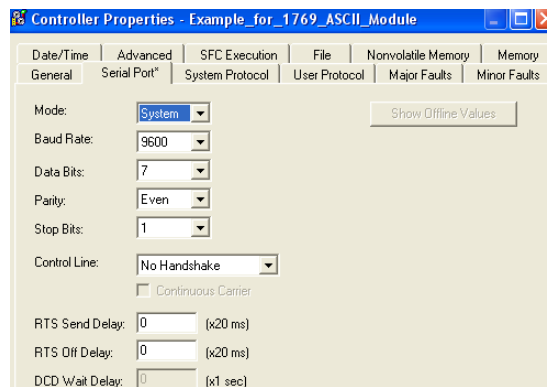 Controller Properties - Example_for_1769_ASCII_Module
Date/Time Advanced SFC Execution File Nonvolatile Memory Memory
General Serial Port* System Protocol User Protocol Major Faults Minor Faults
Mode: System Show Offline Values
Baud Rate: 9600
Data Bits: 7
Parity: Even
Stop Bits: 1
Control Line: No Handshake
Continuous Carrier
RTS Send Delay: 0 (x20 ms)
RTS Off Delay: 0 (x20 ms)
DCD Wait Delay: 0 (x1 sec)